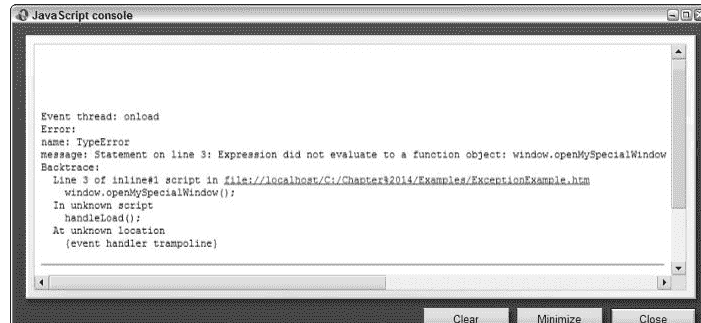 JavaScript console
Event thread: onload
Error:
name: TypeError
message: Statement on line 3: Expression did not evaluate to a function object: window.openMySpecialWindow
Backtrace:
Line 3 of inline#1 script in file://localhost/C:/Chapter%2014/Examples/ExceptionExample.htm
window.openMySpecialWindow();
In unknown script
handleLoad();
At unknown location
{event handler trampoline}
Clear Minimize Close